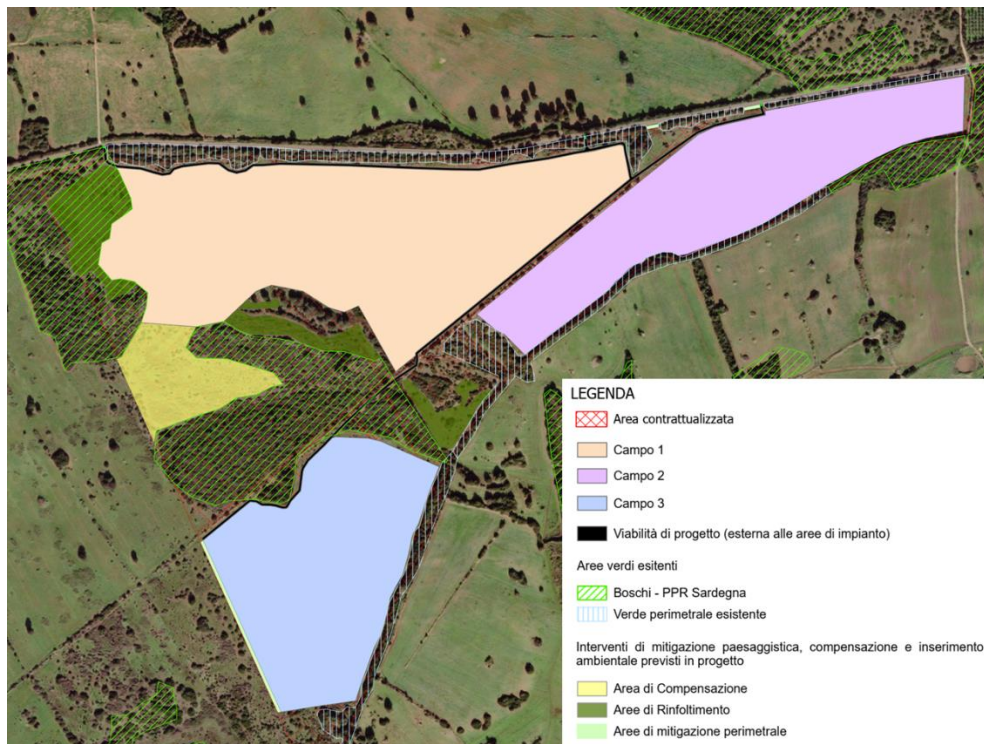 LEGENDA
Area contrattualizzata
Campo 1
Campo 2
Campo 3
Viabilità di progetto (esterna alle aree di impianto)
Aree verdi esitenti
Boschi - PPR Sardegna
Verde perimetrale esistente
Interventi di mitigazione paesaggistica, compensazione e inserimento
ambientale previsti in progetto
Area di Compensazione
Aree di Rinfoltimento
Aree di mitigazione perimetrale